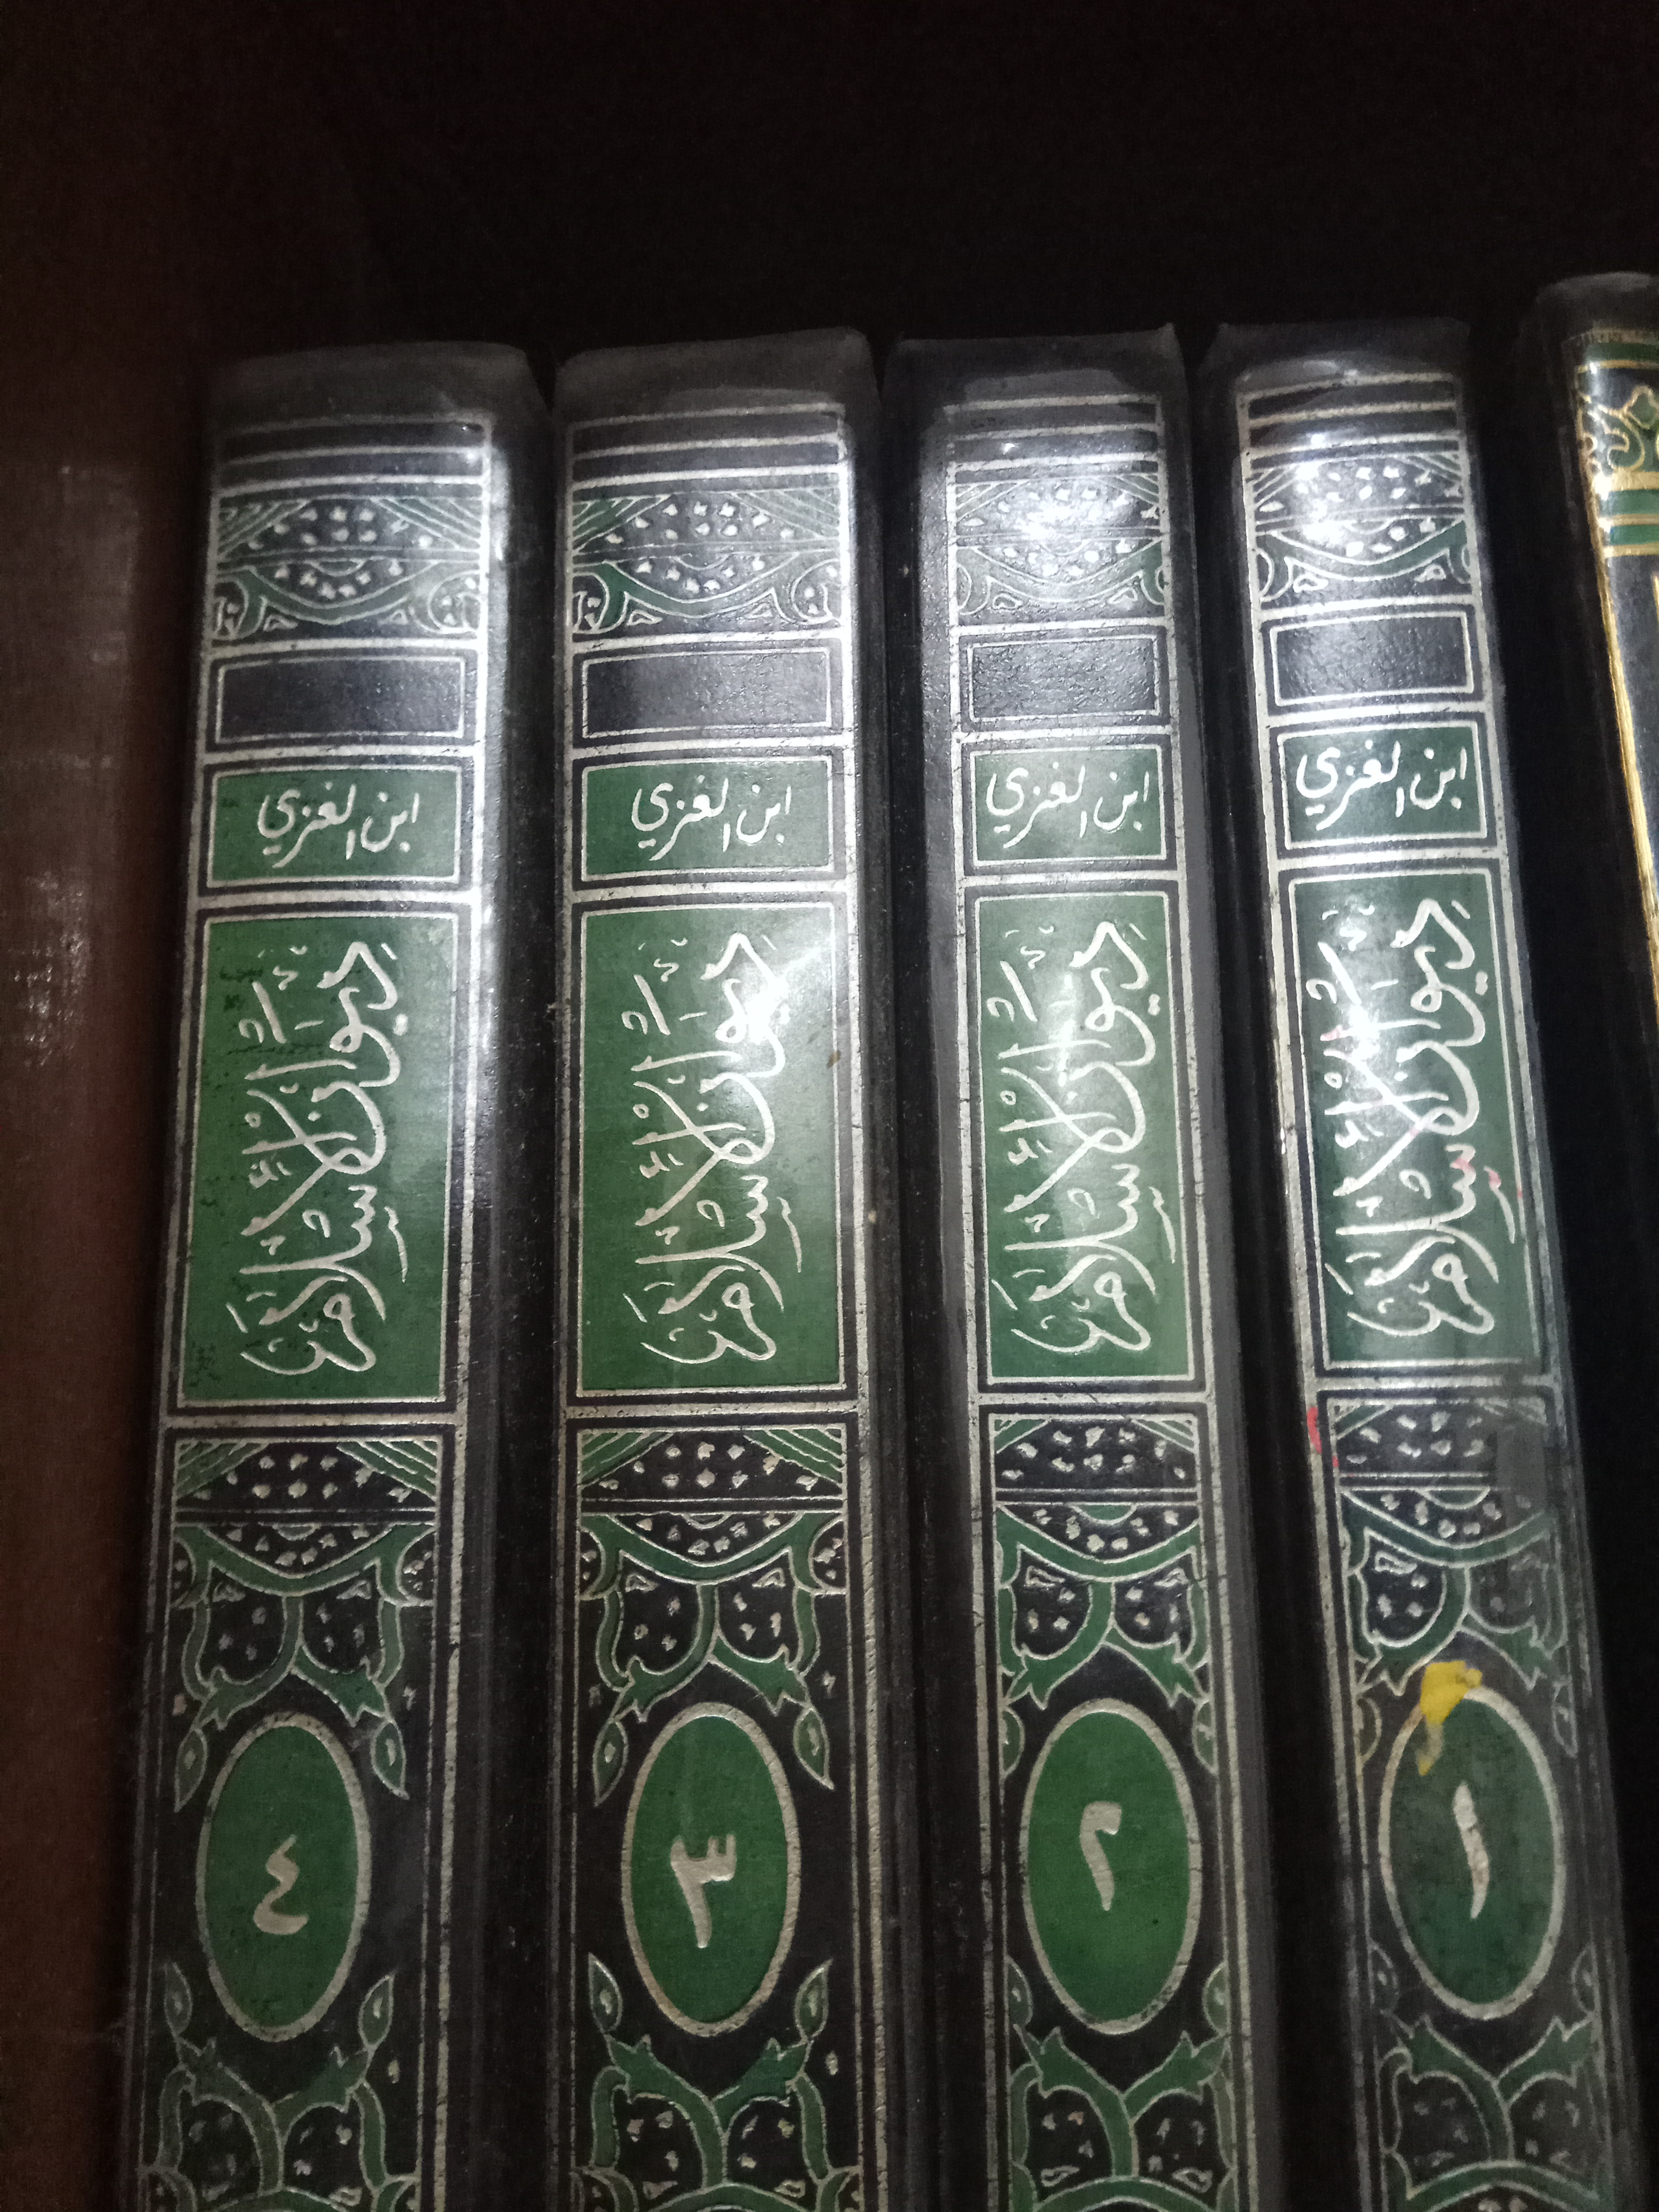 ابن الغزي
ديوان الإسلام
١
ابن الغزي
ديوان الإسلام
٢
ابن الغزي
ديوان الإسلام
٣
ابن الغزي
ديوان الإسلام
٤